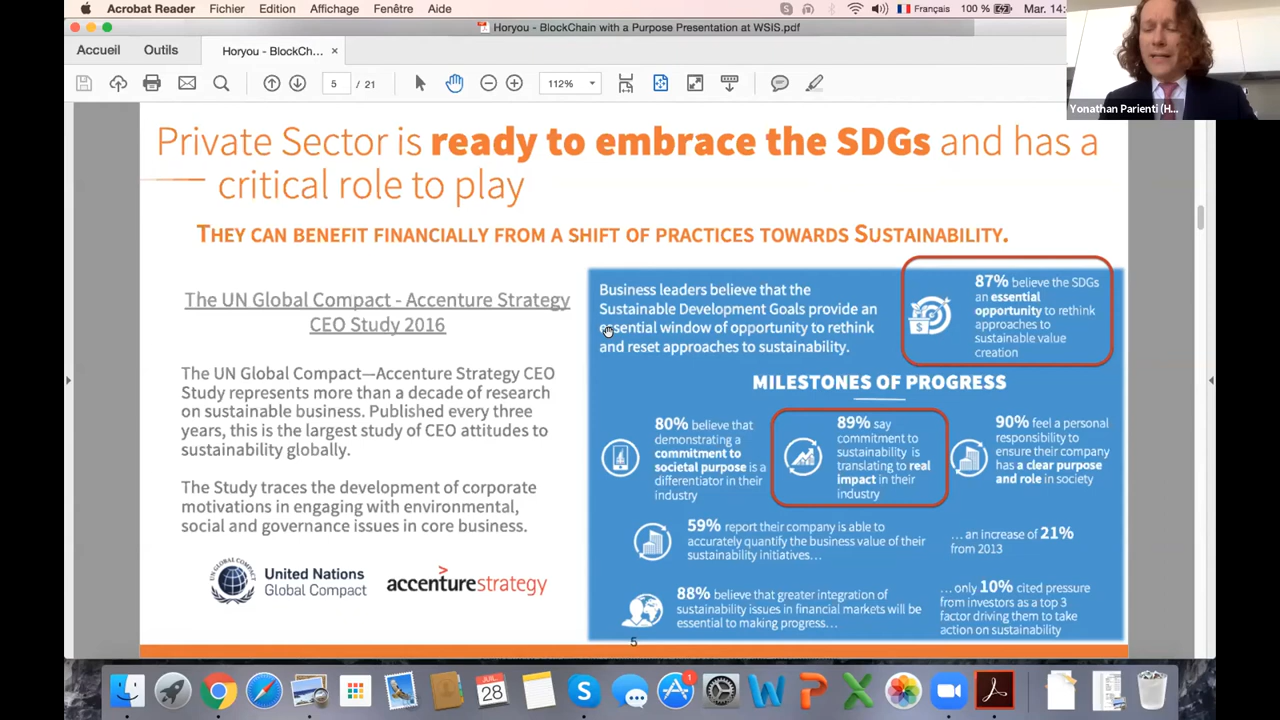 Acrobat Reader Fichier Edition Affichage Fenêtre Aide
Français 100 % Mar. 14:
Horyou - BlockChain with a Purpose Presentation at WSIS.pdf
Accueil Outils Horyou - BlockCh... ×
5 / 21 112%
Yonathan Parienti (H...
Private Sector is ready to embrace the SDGs and has a
critical role to play
THEY CAN BENEFIT FINANCIALLY FROM A SHIFT OF PRACTICES TOWARDS SUSTAINABILITY.
The UN Global Compact - Accenture Strategy
CEO Study 2016
The UN Global Compact—Accenture Strategy CEO
Study represents more than a decade of research
on sustainable business. Published every three
years, this is the largest study of CEO attitudes to
sustainability globally.
The Study traces the development of corporate
motivations in engaging with environmental,
social and governance issues in core business.
UN GLOBAL COMPACT
United Nations
Global Compact
accenturestrategy
Business leaders believe that the
Sustainable Development Goals provide an
essential window of opportunity to rethink
and reset approaches to sustainability.
87% believe the SDGs
an essential
opportunity to rethink
approaches to
sustainable value
creation
MILESTONES OF PROGRESS
80% believe that
demonstrating a
commitment to
societal purpose is a
differentiator in their
industry
89% say
commitment to
sustainability is
translating to real
impact in their
industry
90% feel a personal
responsibility to
ensure their company
has a clear purpose
and role in society
59% report their company is able to
accurately quantify the business value of their
sustainability initiatives...
...an increase of 21%
from 2013
88% believe that greater integration of
sustainability issues in financial markets will be
essential to making progress...
...only 10% cited pressure
from investors as a top 3
factor driving them to take
action on sustainability
5
JUIL.
28
1